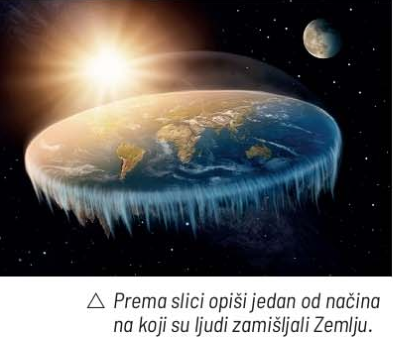 △ Prema slici opiši jedan od načina
na koji su ljudi zamišljali Zemlju.